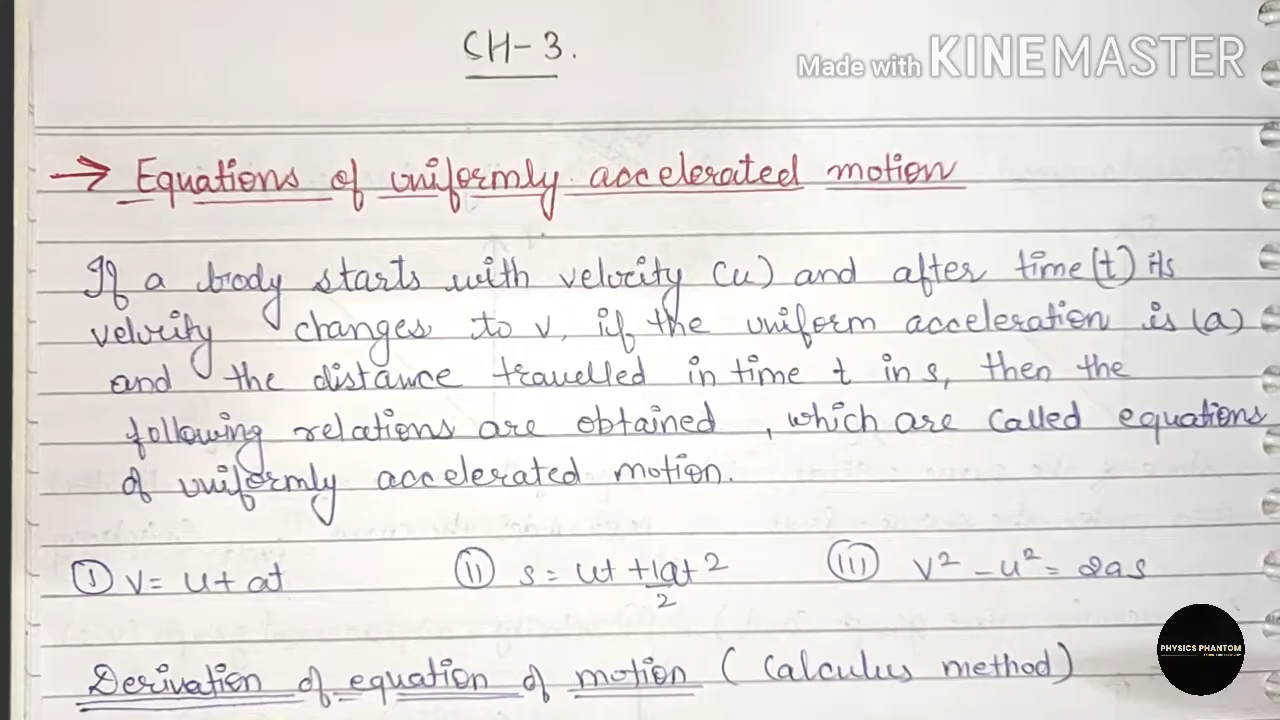 CH-3.
Made with KINEMASTER
→ Equations of uniformly accelerated motion
If a body starts with velocity (u) and after time (t) its
velocity changes to v, if the uniform acceleration is (a)
and the distance travelled in time t in s, then the
following relations are obtained , which are called equations
of uniformly accelerated motion.
(i) v = u + at (ii) s = ut + 1/2 at2 (iii) v² - u² = 2as
PHYSICS PHANTOM
Derivation of equation of motion ( Calculus method)